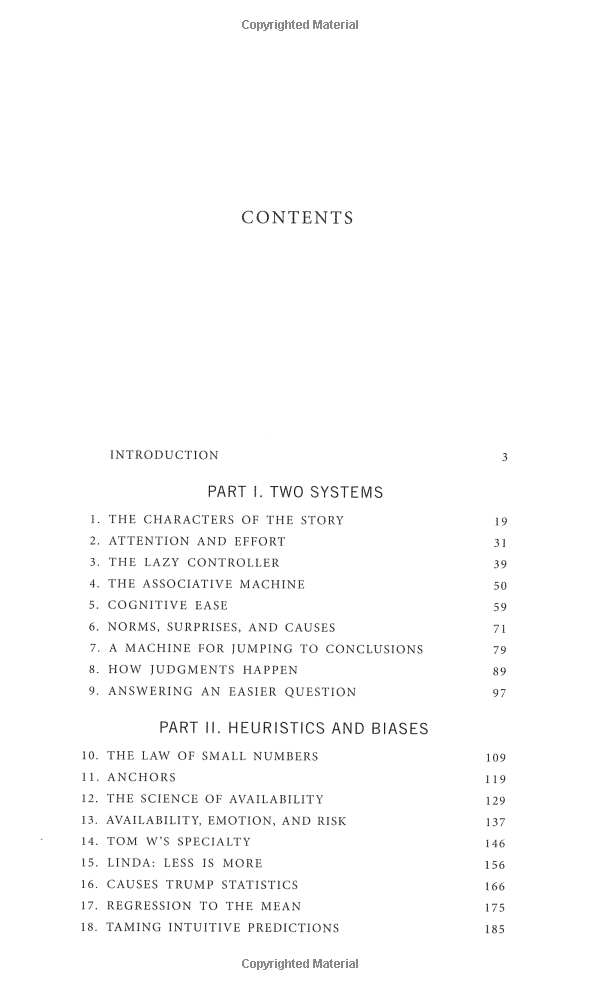 Copyrighted Material
CONTENTS
INTRODUCTION 3
PART I. TWO SYSTEMS
1. THE CHARACTERS OF THE STORY 19
2. ATTENTION AND EFFORT 31
3. THE LAZY CONTROLLER 39
4. THE ASSOCIATIVE MACHINE 50
5. COGNITIVE EASE 59
6. NORMS, SURPRISES, AND CAUSES 71
7. A MACHINE FOR JUMPING TO CONCLUSIONS 79
8. HOW JUDGMENTS HAPPEN 89
9. ANSWERING AN EASIER QUESTION 97
PART II. HEURISTICS AND BIASES
10. THE LAW OF SMALL NUMBERS 109
11. ANCHORS 119
12. THE SCIENCE OF AVAILABILITY 129
13. AVAILABILITY, EMOTION, AND RISK 137
14. TOM W'S SPECIALTY 146
15. LINDA: LESS IS MORE 156
16. CAUSES TRUMP STATISTICS 166
17. REGRESSION TO THE MEAN 175
18. TAMING INTUITIVE PREDICTIONS 185
Copyrighted Material